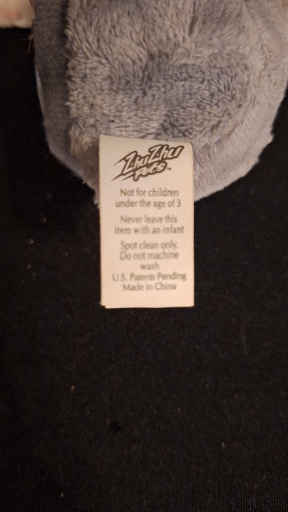 ZhuZhu
PETS™
Not for children
under the age of 3
Never leave this
item with an infant
Spot clean only.
Do not machine
wash
U.S. Patents Pending
Made in China